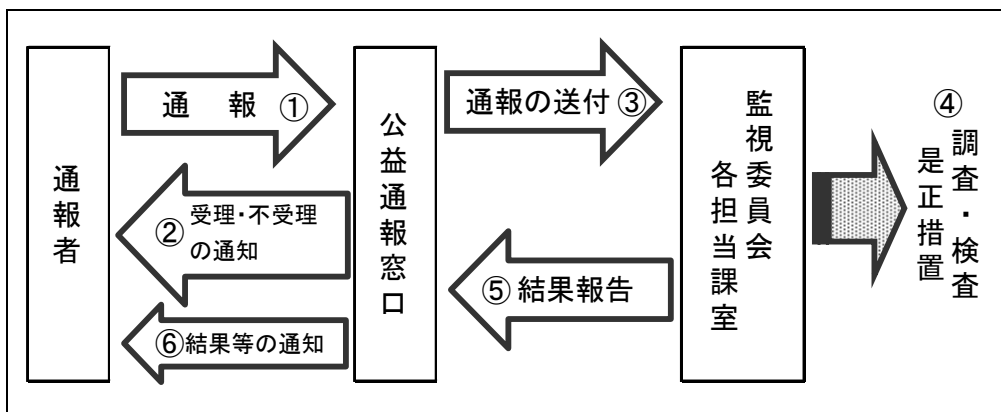 通報者
通　報 ①
② 受理・不受理
の通知
⑥結果等の通知
公益通報窓口
通報の送付 ③
⑤ 結果報告
監視委員会
各担当課室
④
調査・検査
是正措置